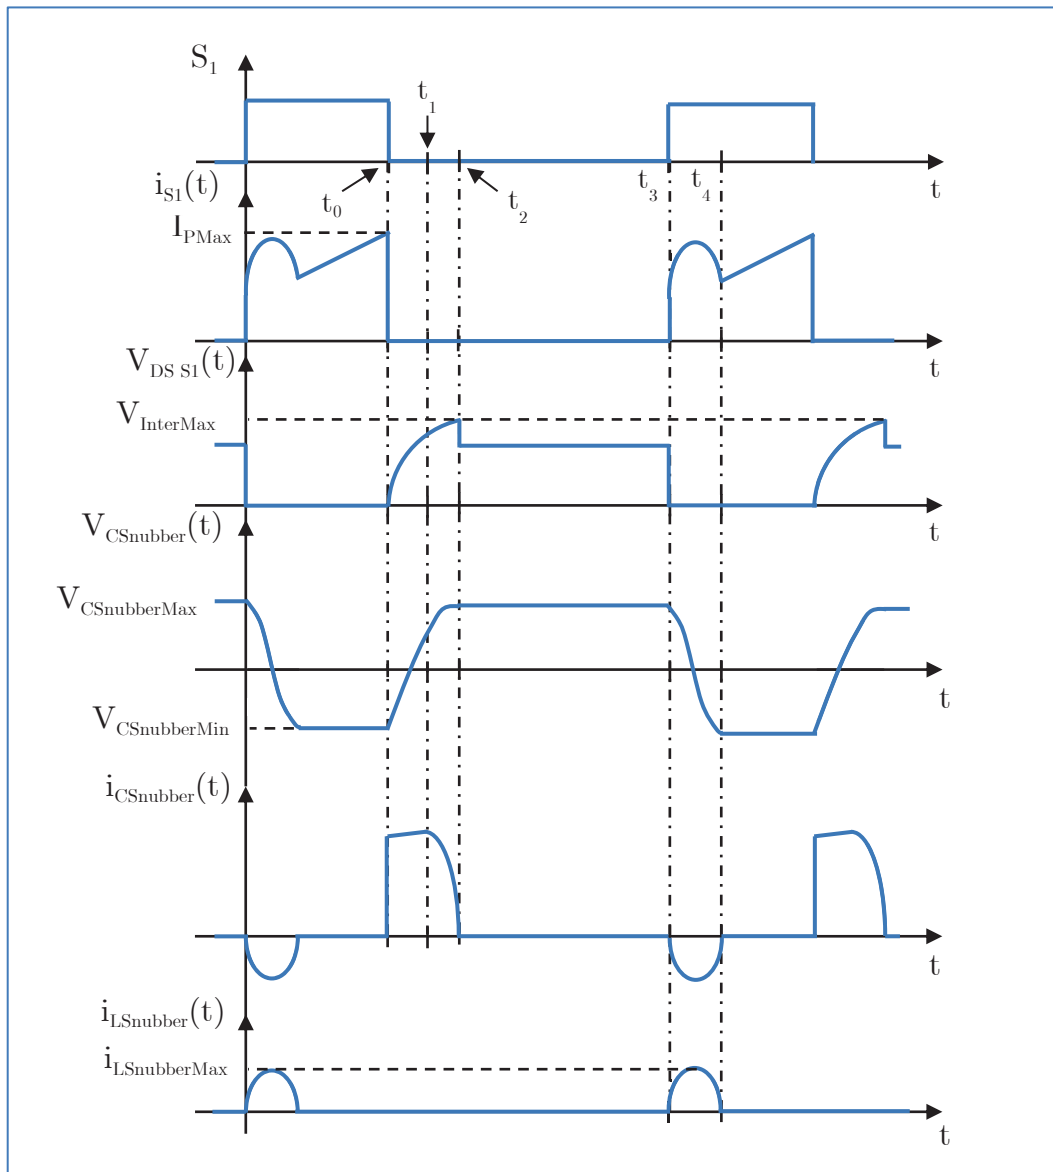 S1
t1
t0
t2
t3
t4
t
iS1(t)
IPMax
t
VDS S1(t)
VInterMax
t
VCSnubber(t)
VCSnubberMax
t
VCSnubberMin
iCSnubber(t)
t
iLSnubber(t)
iLSnubberMax
t